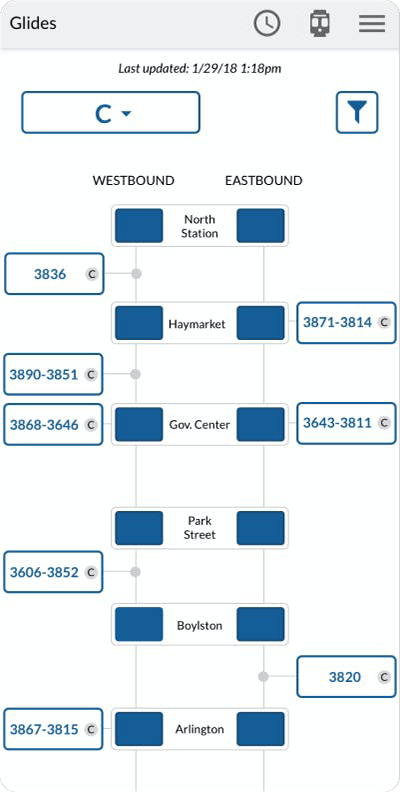 Glides
Last updated: 1/29/18 1:18pm
C
WESTBOUND EASTBOUND
North
Station
3836 C
Haymarket
3871-3814 C
3890-3851 C
3868-3646 C
Gov. Center
3643-3811 C
Park
Street
3606-3852 C
Boylston
3820 C
3867-3815 C
Arlington